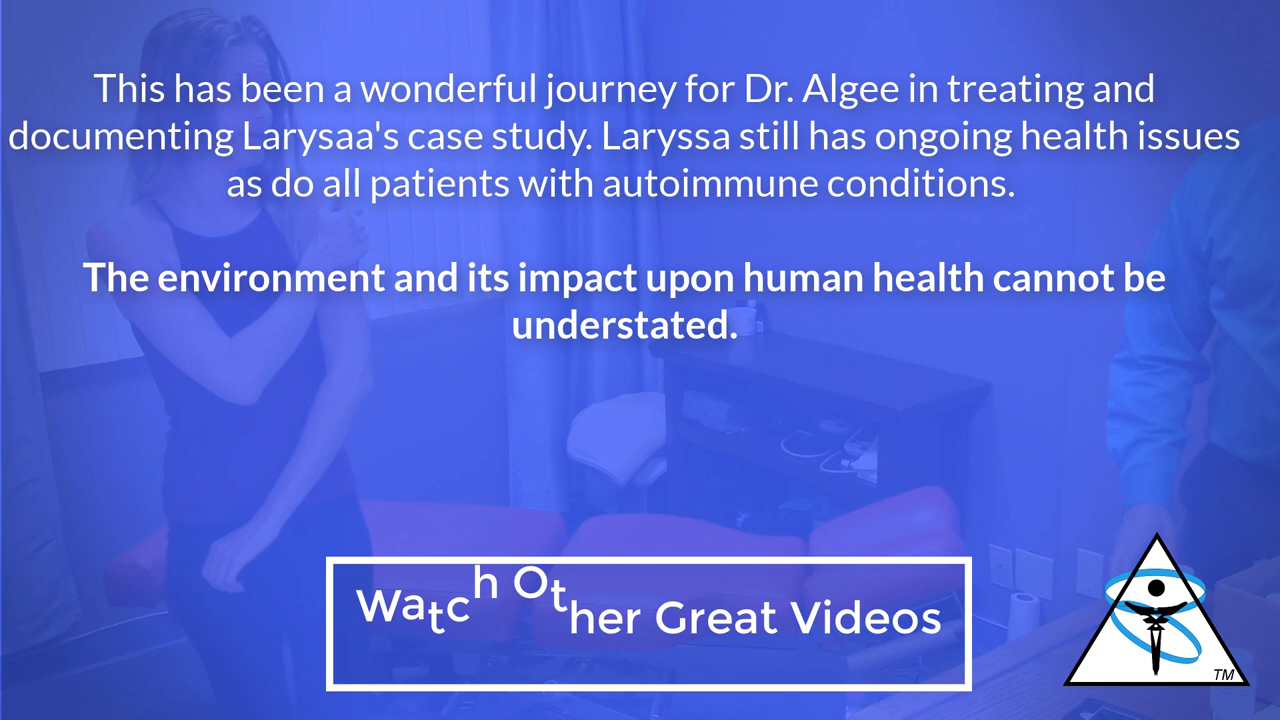 This has been a wonderful journey for Dr. Algee in treating and
documenting Larysaa's case study. Laryssa still has ongoing health issues
as do all patients with autoimmune conditions.
The environment and its impact upon human health cannot be
understated.
Watch Other Great Videos
TM